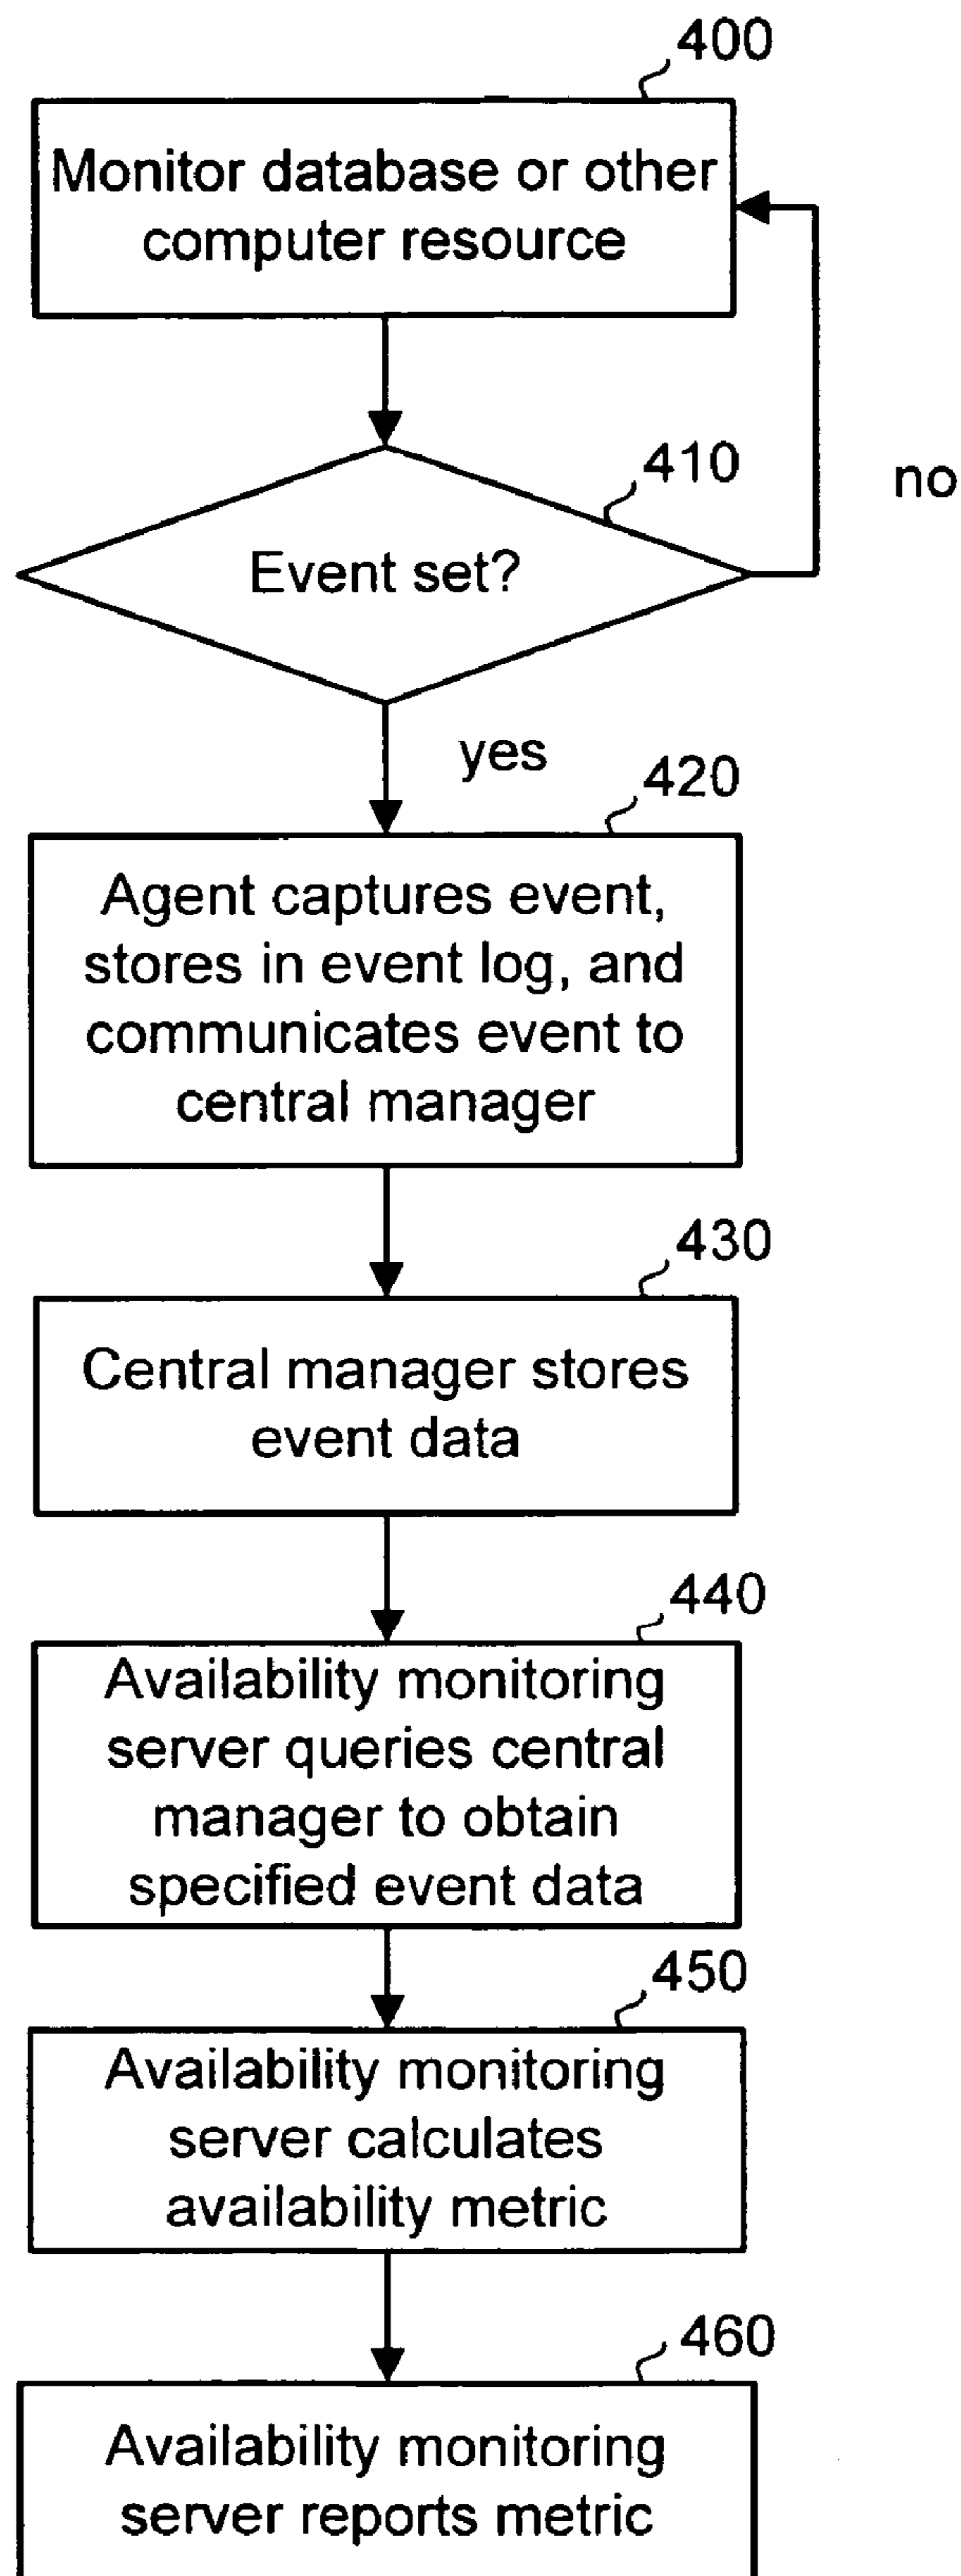 400
Monitor database or other
computer resource
410
no
Event set?
yes
420
Agent captures event,
stores in event log, and
communicates event to
central manager
430
Central manager stores
event data
440
Availability monitoring
server queries central
manager to obtain
specified event data
450
Availability monitoring
server calculates
availability metric
460
Availability monitoring
server reports metric